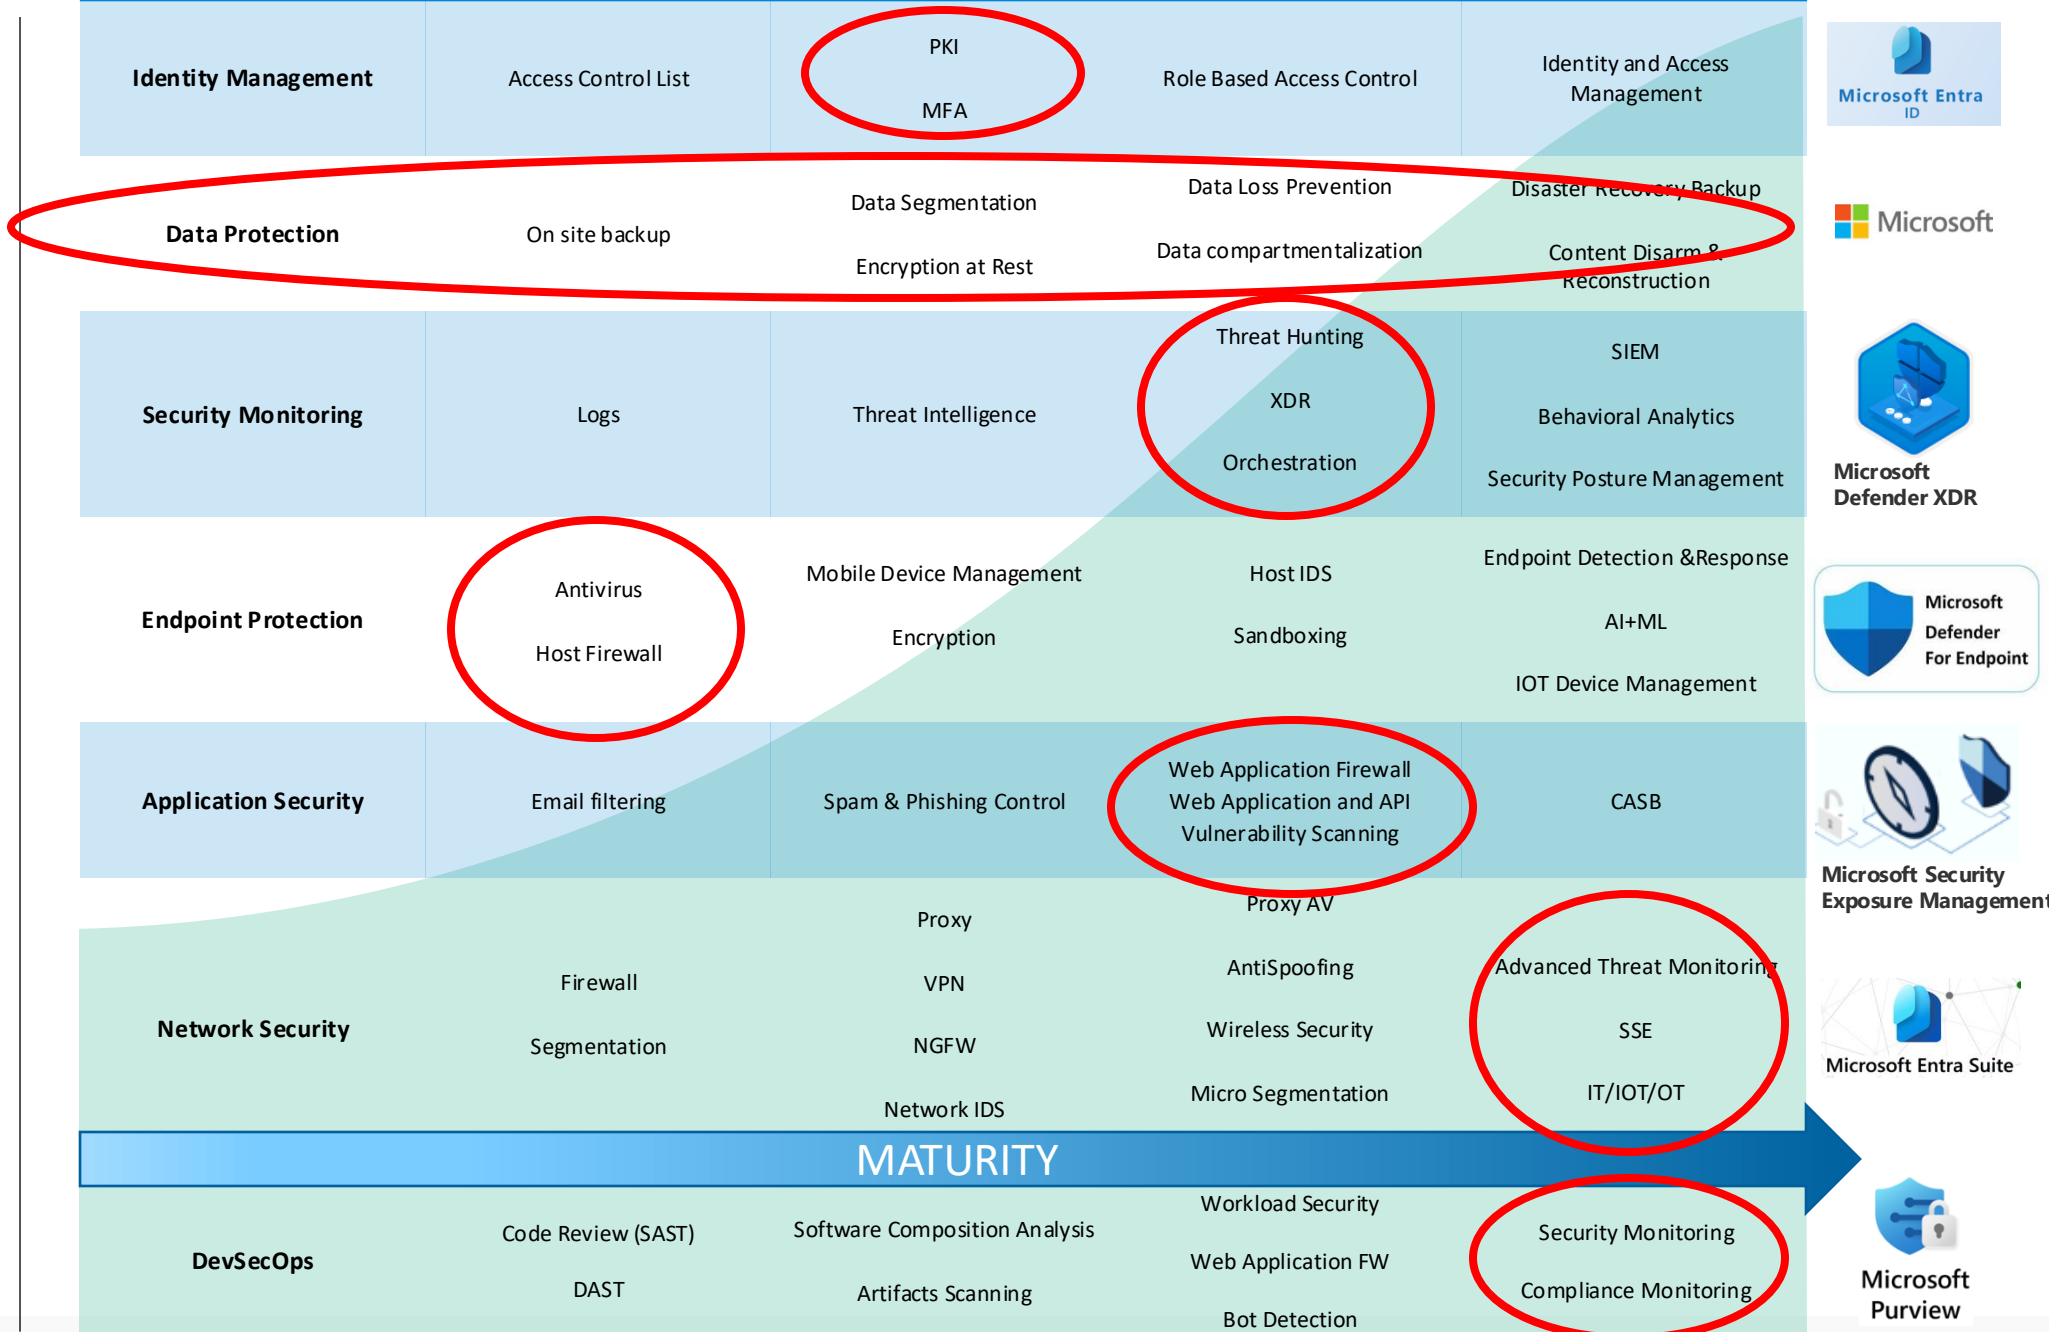 Identity Management
Access Control List
PKI
MFA
Role Based Access Control
Identity and Access
Management
Microsoft Entra
ID
Data Protection
On site backup
Data Segmentation
Encryption at Rest
Data Loss Prevention
Data compartmentalization
Disaster Recovery Backup
Content Disarm &
Reconstruction
Microsoft
Security Monitoring
Logs
Threat Intelligence
Threat Hunting
XDR
Orchestration
SIEM
Behavioral Analytics
Security Posture Management
Microsoft
Defender XDR
Endpoint Protection
Antivirus
Host Firewall
Mobile Device Management
Encryption
Host IDS
Sandboxing
Endpoint Detection &Response
AI+ML
IOT Device Management
Microsoft
Defender
For Endpoint
Application Security
Email filtering
Spam & Phishing Control
Web Application Firewall
Web Application and API
Vulnerability Scanning
CASB
Microsoft Security
Exposure Management
Network Security
Firewall
Segmentation
Proxy
VPN
NGFW
Network IDS
Proxy AV
AntiSpoofing
Wireless Security
Micro Segmentation
Advanced Threat Monitoring
SSE
IT/IOT/OT
Microsoft Entra Suite
MATURITY
DevSecOps
Code Review (SAST)
DAST
Software Composition Analysis
Artifacts Scanning
Workload Security
Web Application FW
Bot Detection
Security Monitoring
Compliance Monitoring
Microsoft
Purview